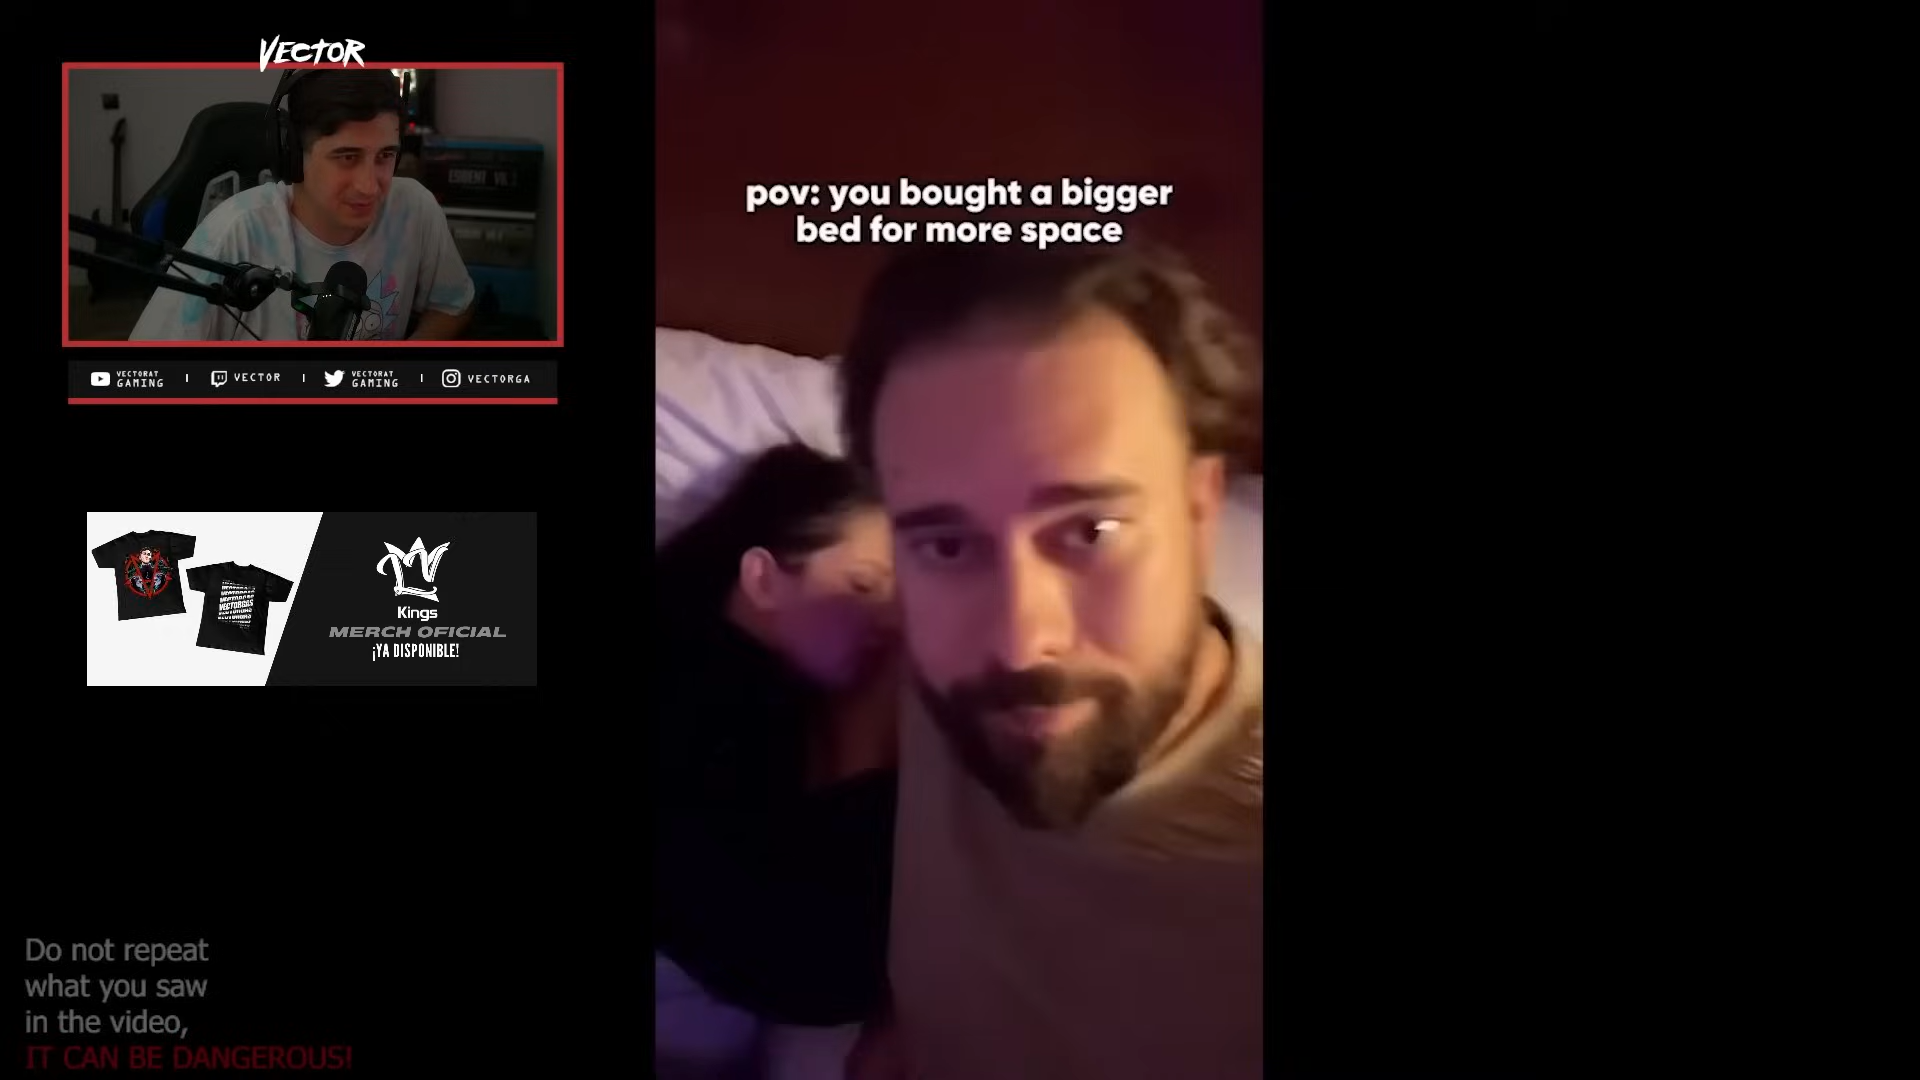 VECTOR
VECTORAT GAMING
VECTOR
VECTORAT GAMING
VECTORGA
Kings
MERCH OFICIAL
¡YA DISPONIBLE!
pov: you bought a bigger
bed for more space
Do not repeat
what you saw
in the video,
IT CAN BE DANGEROUS!